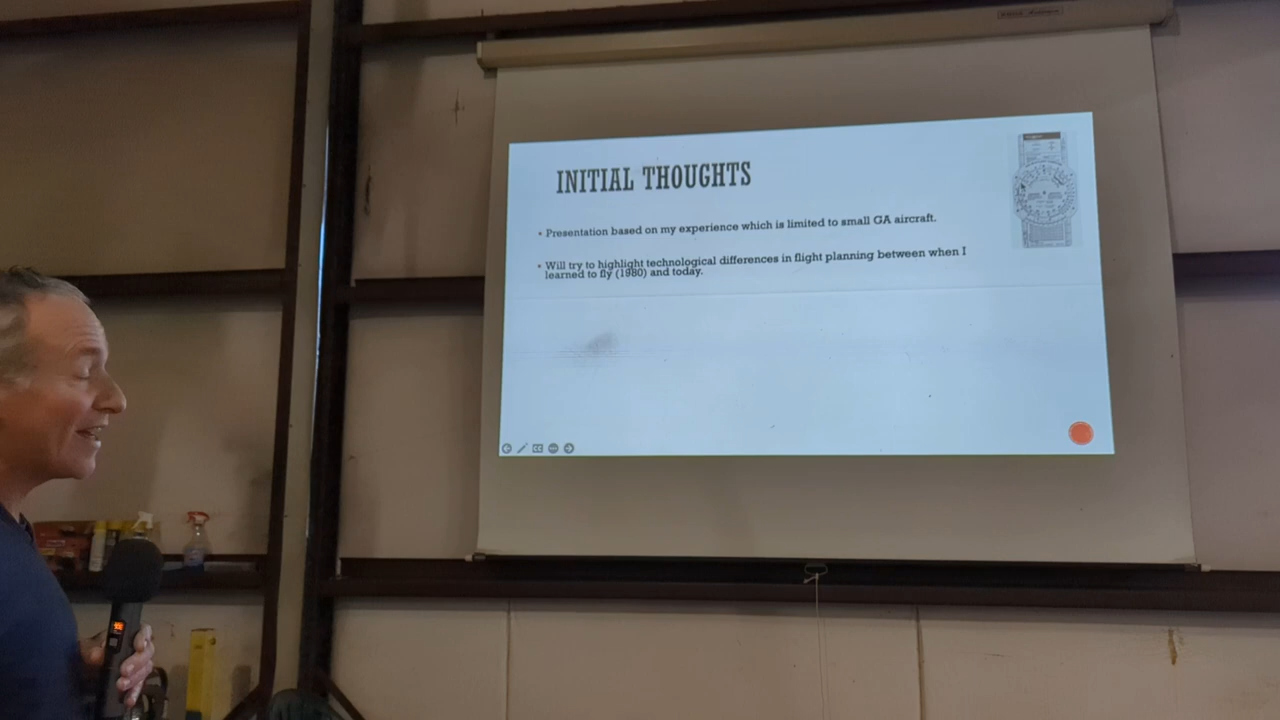 INITIAL THOUGHTS
• Presentation based on my experience which is limited to small GA aircraft.
• Will try to highlight technological differences in flight planning between when I
learned to fly (1980) and today.